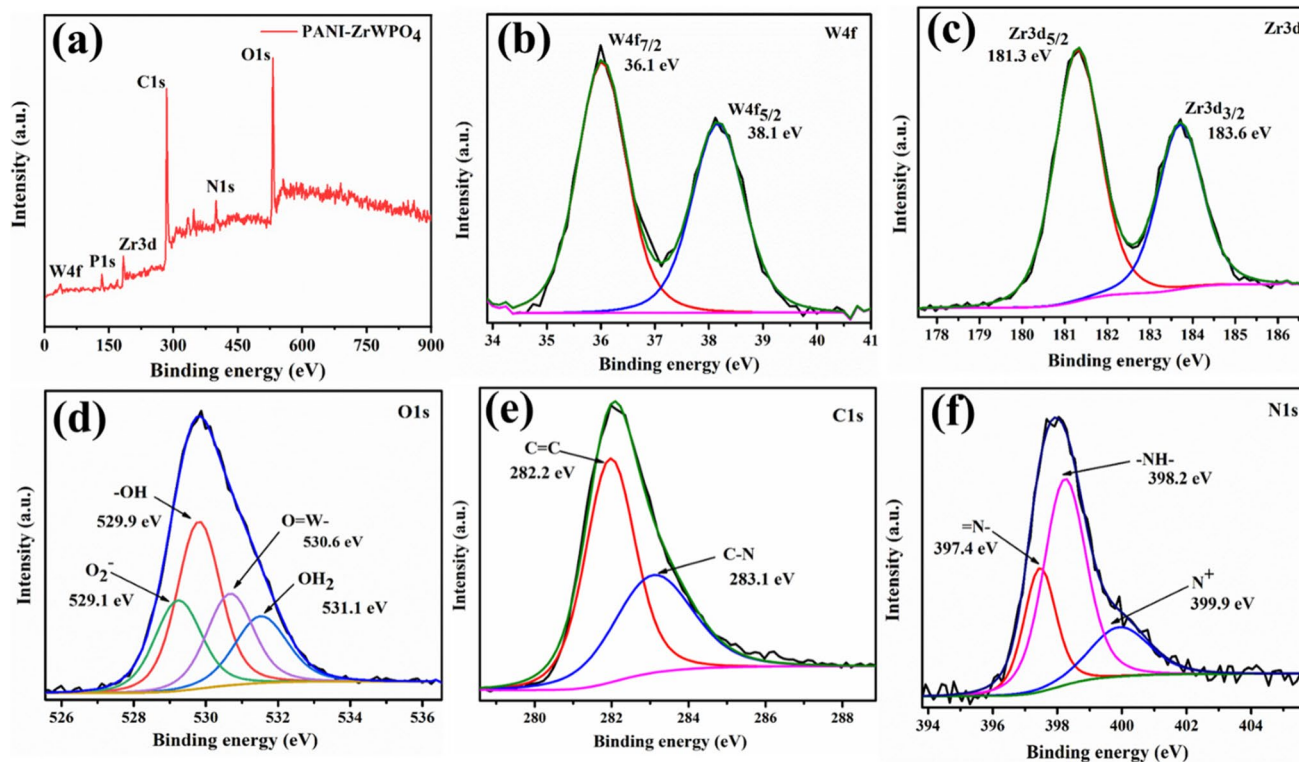 (a)
PANI-ZrWPO4
O1s
C1s
N1s
Zr3d
P1s
W4f
Intensity (a.u.)
0 150 300 450 600 750 900
Binding energy (eV)
(b)
W4f
W4f7/2
36.1 eV
W4f5/2
38.1 eV
Intensity (a.u.)
34 35 36 37 38 39 40 41
Binding energy (eV)
(c)
Zr3d
Zr3d5/2
181.3 eV
Zr3d3/2
183.6 eV
Intensity (a.u.)
178 179 180 181 182 183 184 185 186
Binding energy (eV)
(d)
O1s
-OH
529.9 eV
O=W-
530.6 eV
O2-
529.1 eV
OH2
531.1 eV
Intensity (a.u.)
526 528 530 532 534 536
Binding energy (eV)
(e)
C1s
C=C
282.2 eV
C-N
283.1 eV
Intensity (a.u.)
280 282 284 286 288
Binding energy (eV)
(f)
N1s
-NH-
398.2 eV
=N-
397.4 eV
N+
399.9 eV
Intensity (a.u.)
394 396 398 400 402 404
Binding energy (eV)